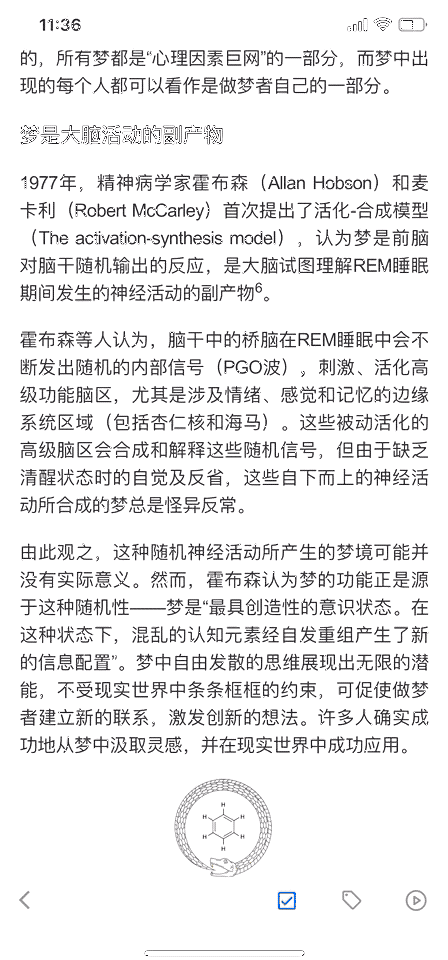 11:36
的，所有梦都是“心理因素巨网”的一部分，而梦中出
现的每个人都可以看作是做梦者自己的一部分。
梦是大脑活动的副产物
1977年，精神病学家霍布森（Allan Hobson）和麦
卡利（Robert McCarley）首次提出了活化-合成模型
（The activation-synthesis model），认为梦是前脑
对脑干随机输出的反应，是大脑试图理解REM睡眠
期间发生的神经活动的副产物6。
霍布森等人认为，脑干中的桥脑在REM睡眠中会不
断发出随机的内部信号（PGO波），刺激、活化高
级功能脑区，尤其是涉及情绪、感觉和记忆的边缘
系统区域（包括杏仁核和海马）。这些被动活化的
高级脑区会合成和解释这些随机信号，但由于缺乏
清醒状态时的自觉及反省，这些自下而上的神经活
动所合成的梦总是怪异反常。
由此观之，这种随机神经活动所产生的梦境可能并
没有实际意义。然而，霍布森认为梦的功能正是源
于这种随机性——梦是“最具创造性的意识状态。在
这种状态下，混乱的认知元素经自发重组产生了新
的信息配置”。梦中自由发散的思维展现出无限的潜
能，不受现实世界中条条框框的约束，可促使做梦
者建立新的联系，激发创新的想法。许多人确实成
功地从梦中汲取灵感，并在现实世界中成功应用。
H
H H
H H
H